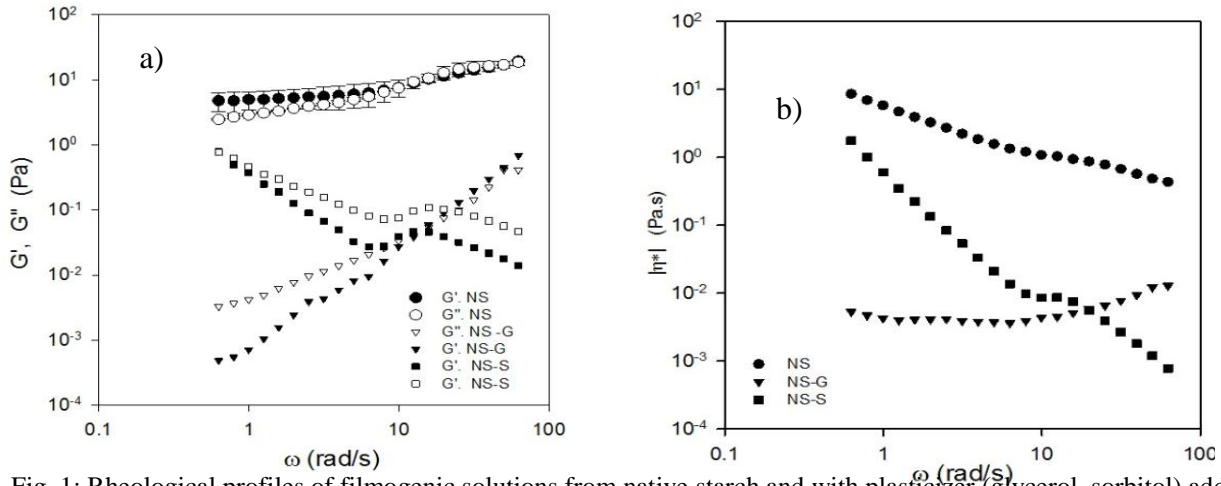 10²
10¹
10⁰
10⁻¹
10⁻²
10⁻³
10⁻⁴
G', G" (Pa)
a)
G'. NS
G". NS
G". NS -G
G'. NS-G
G'. NS-S
G'. NS-S
0.1 1 10 100
ω (rad/s)
10²
10¹
10⁰
10⁻¹
10⁻²
10⁻³
10⁻⁴
|η*| (Pa.s)
b)
NS
NS-G
NS-S
0.1 1 10 100
ω (rad/s)
Fig. 1: Rheological profiles of filmogenic solutions from native starch and with plasticizer (glycerol, sorbitol)